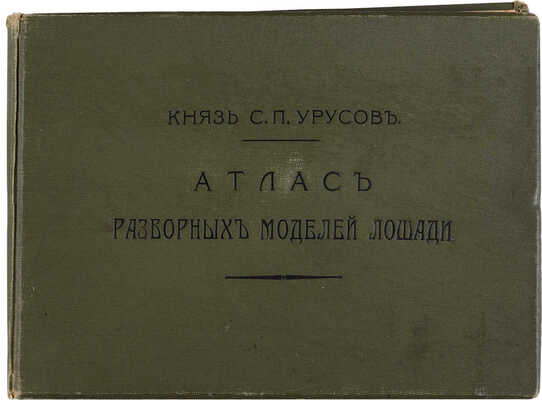 КНЯЗЬ С. П. УРУСОВЪ.
АТЛАСЪ
РАЗБОРНЫХЪ МОДЕЛЕЙ ЛОШАДИ